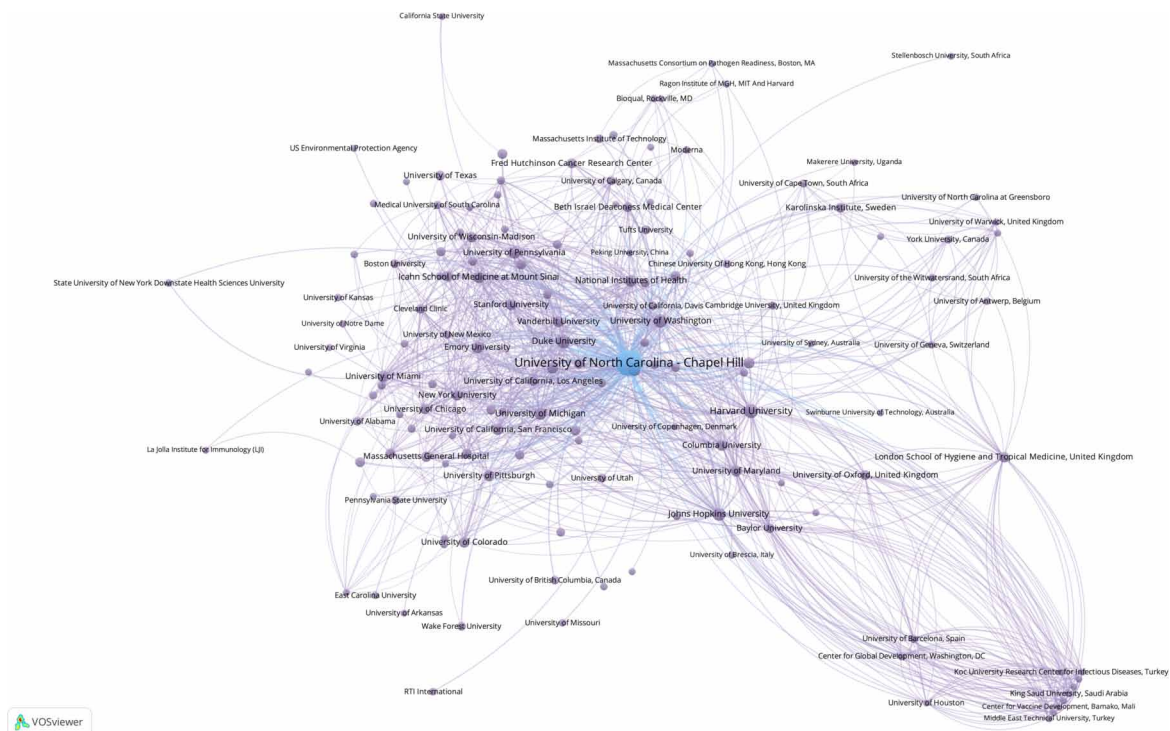 California State University
Stellenbosch University, South Africa
Massachusetts Consortium on Pathogen Readiness, Boston, MA
Ragon Institute of MGH, MIT And Harvard
Bioqual, Rockville, MD
Massachusetts Institute of Technology
US Environmental Protection Agency
Moderna
Fred Hutchinson Cancer Research Center
Makerere University, Uganda
University of Texas
University of Calgary, Canada
University of Cape Town, South Africa
University of North Carolina at Greensboro
Medical University of South Carolina
Beth Israel Deaconess Medical Center
Karolinska Institute, Sweden
University of Warwick, United Kingdom
Tufts University
University of Wisconsin-Madison
York University, Canada
University of Pennsylvania
Peking University, China
Boston University
Chinese University Of Hong Kong, Hong Kong
Icahn School of Medicine at Mount Sinai
National Institutes of Health
University of the Witwatersrand, South Africa
State University of New York Downstate Health Sciences University
University of Kansas
Stanford University
University of California, Davis
Cambridge University, United Kingdom
University of Antwerp, Belgium
Cleveland Clinic
University of Notre Dame
Vanderbilt University
University of Washington
University of New Mexico
Duke University
University of Sydney, Australia
University of Geneva, Switzerland
University of Virginia
Emory University
University of North Carolina - Chapel Hill
University of Miami
University of California, Los Angeles
New York University
University of Chicago
University of Michigan
Harvard University
Swinburne University of Technology, Australia
University of Alabama
University of California, San Francisco
University of Copenhagen, Denmark
La Jolla Institute for Immunology (LJI)
Columbia University
Massachusetts General Hospital
London School of Hygiene and Tropical Medicine, United Kingdom
University of Pittsburgh
University of Utah
University of Maryland
University of Oxford, United Kingdom
Pennsylvania State University
Johns Hopkins University
Baylor University
University of Colorado
University of Brescia, Italy
University of British Columbia, Canada
East Carolina University
University of Arkansas
Wake Forest University
University of Missouri
University of Barcelona, Spain
Center for Global Development, Washington, DC
Koc University Research Center for Infectious Diseases, Turkey
RTI International
King Saud University, Saudi Arabia
University of Houston
Center for Vaccine Development, Bamako, Mali
Middle East Technical University, Turkey
VOSviewer